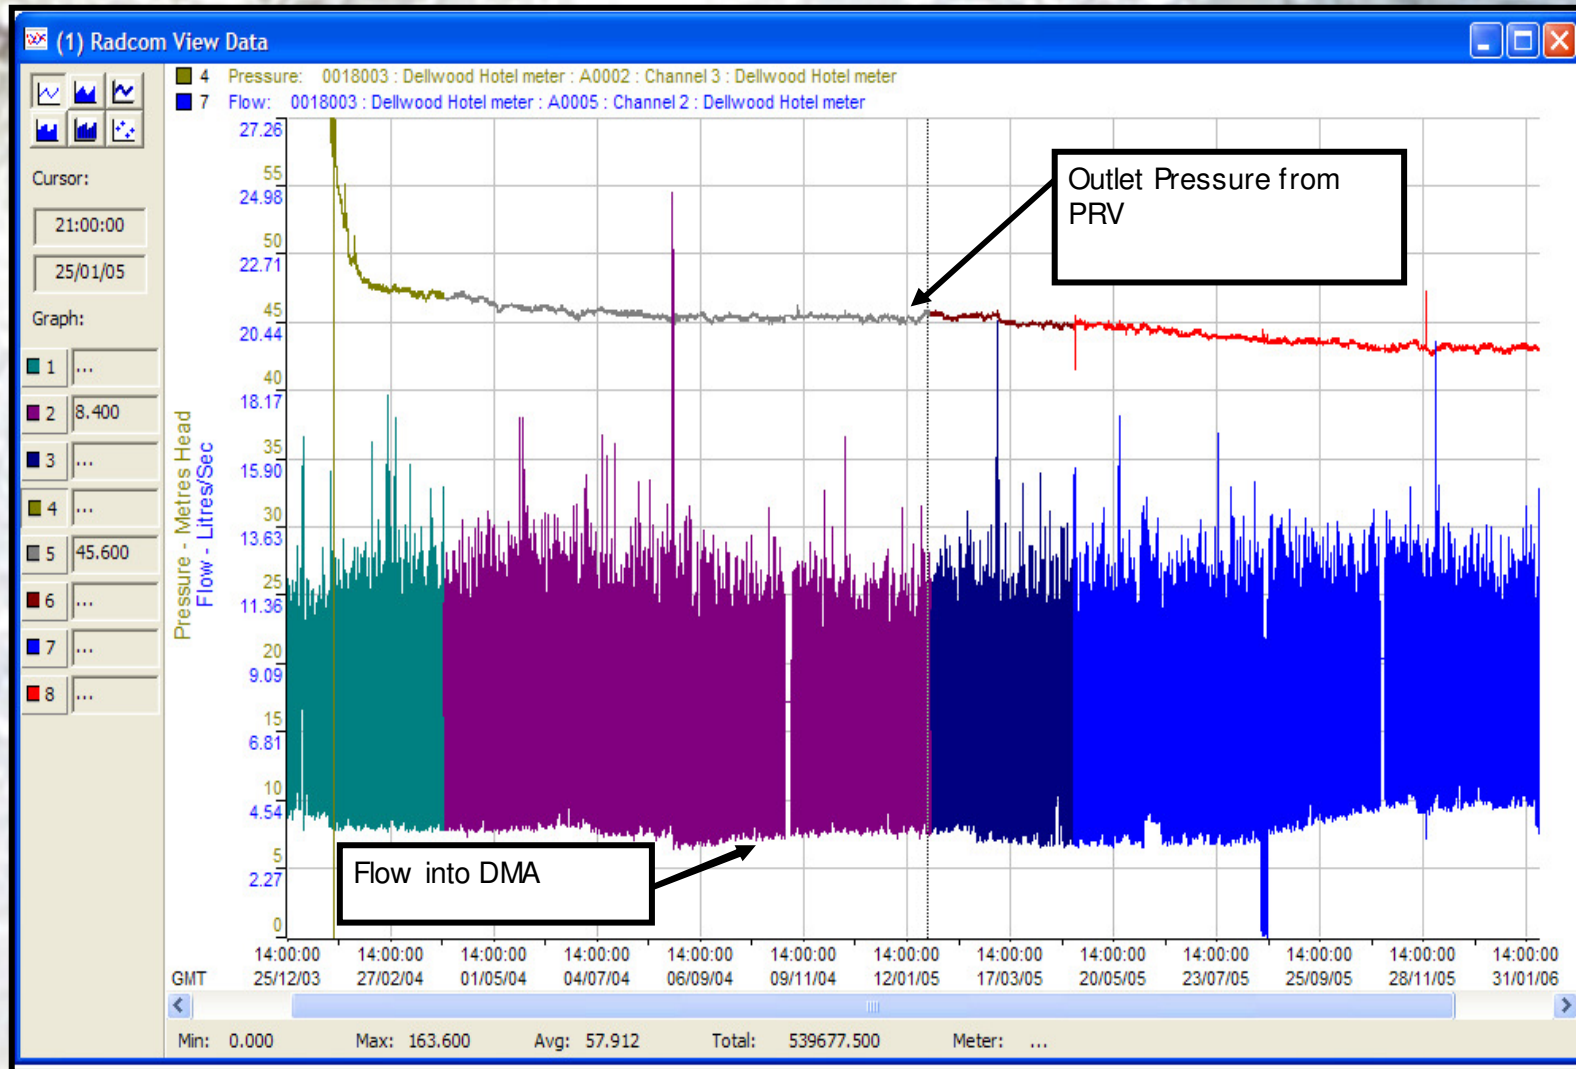 (1) Radcom View Data
4 Pressure: 0018003 : Dellwood Hotel meter : A0002 : Channel 3 : Dellwood Hotel meter
7 Flow: 0018003 : Dellwood Hotel meter : A0005 : Channel 2 : Dellwood Hotel meter
Cursor:
21:00:00
25/01/05
Graph:
1 ...
2 8.400
3 ...
4 ...
5 45.600
6 ...
7 ...
8 ...
Pressure - Metres Head
Flow - Litres/Sec
27.26
55
24.98
50
22.71
45
20.44
40
18.17
35
15.90
30
13.63
25
11.36
20
9.09
15
6.81
10
4.54
5
2.27
0
Outlet Pressure from
PRV
Flow into DMA
14:00:00 14:00:00 14:00:00 14:00:00 14:00:00 14:00:00 14:00:00 14:00:00 14:00:00 14:00:00 14:00:00 14:00:00 14:00:00
GMT 25/12/03 27/02/04 01/05/04 04/07/04 06/09/04 09/11/04 12/01/05 17/03/05 20/05/05 23/07/05 25/09/05 28/11/05 31/01/06
Min: 0.000 Max: 163.600 Avg: 57.912 Total: 539677.500 Meter: ...